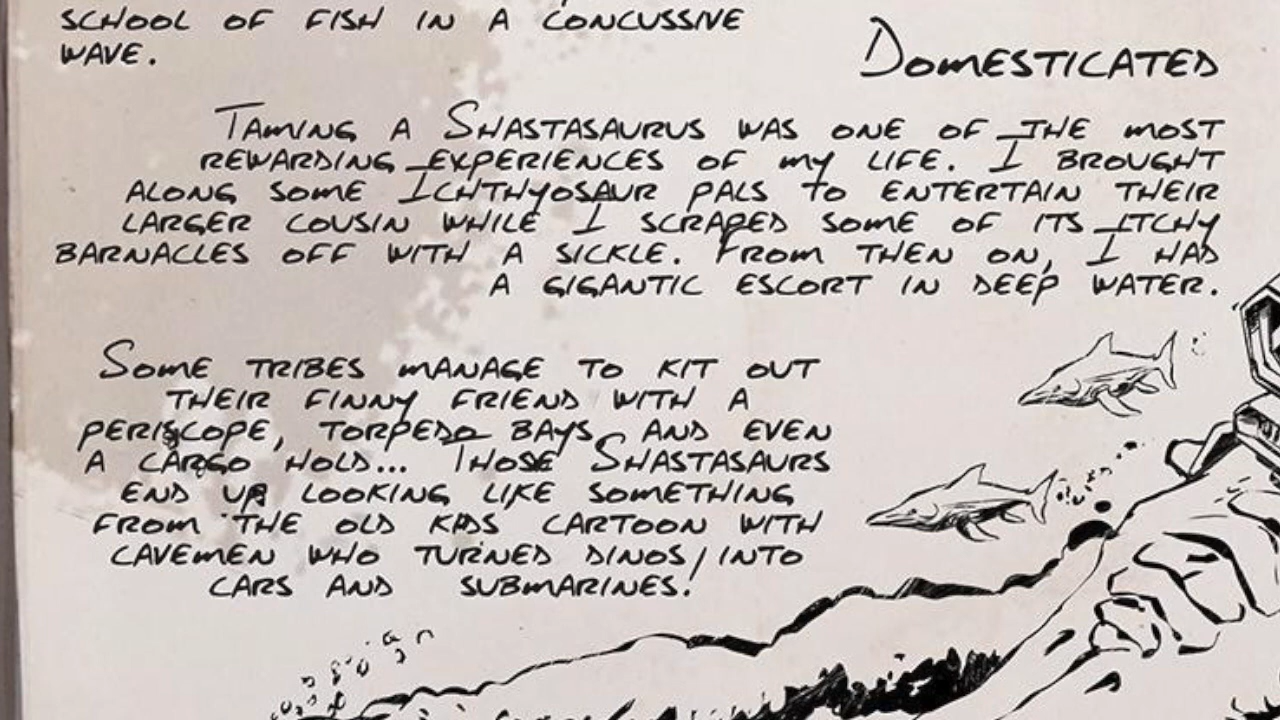 SCHOOL OF FISH IN A CONCUSSIVE
WAVE.
DOMESTICATED
TAMING A SHASTASAURUS WAS ONE OF THE MOST
REWARDING EXPERIENCES OF MY LIFE. I BROUGHT
ALONG SOME ICHTHYOSAUR PALS TO ENTERTAIN THEIR
LARGER COUSIN WHILE I SCRAPED SOME OF ITS ITCHY
BARNACLES OFF WITH A SICKLE. FROM THEN ON, I HAD
A GIGANTIC ESCORT IN DEEP WATER.
SOME TRIBES MANAGE TO KIT OUT
THEIR FINNY FRIEND WITH A
PERISCOPE, TORPEDO BAYS AND EVEN
A CARGO HOLD... THOSE SHASTASAURS
END UP LOOKING LIKE SOMETHING
FROM THE OLD KIDS CARTOON WITH
CAVEMEN WHO TURNED DINOS INTO
CARS AND SUBMARINES!